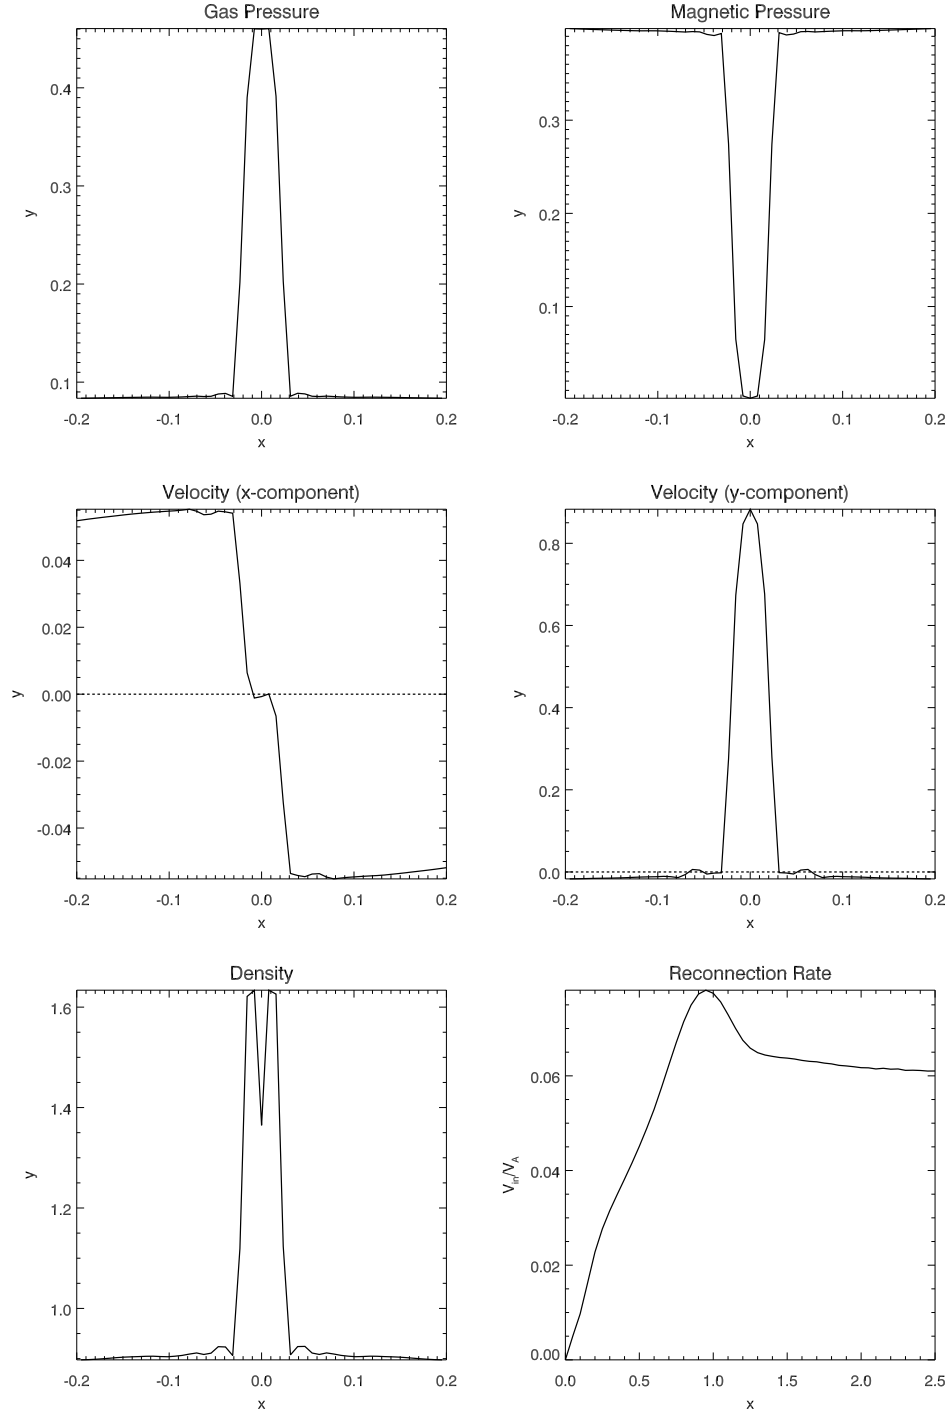 Gas Pressure
0.4
0.3
0.2
0.1
y
-0.2 -0.1 0.0 0.1 0.2
x
Magnetic Pressure
0.3
0.2
0.1
y
-0.2 -0.1 0.0 0.1 0.2
x
Velocity (x-component)
0.04
0.02
0.00
-0.02
-0.04
y
-0.2 -0.1 0.0 0.1 0.2
x
Velocity (y-component)
0.8
0.6
0.4
0.2
0.0
y
-0.2 -0.1 0.0 0.1 0.2
x
Density
1.6
1.4
1.2
1.0
y
-0.2 -0.1 0.0 0.1 0.2
x
Reconnection Rate
0.06
0.04
0.02
0.00
Vin/VA
0.0 0.5 1.0 1.5 2.0 2.5
x